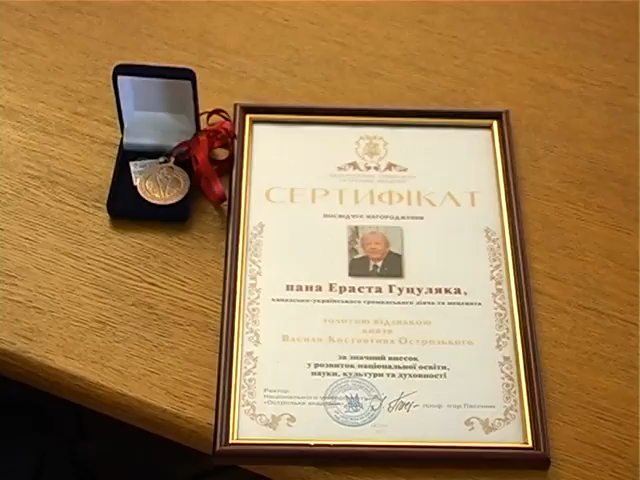 СЕРТИФІКАТ
ПОСВІДЧУЄ НАГОРОДЖЕННЯ
пана Ераста Гуцуляка,
канадсько-українського громадського діяча та мецената
золотою відзнакою
князя
Василя-Костянтина Острозького
за значний внесок
у розвиток національної освіти,
науки, культури та духовності
Ректор
Національного університету
«Острозька академія»
проф. Ігор Пасічник